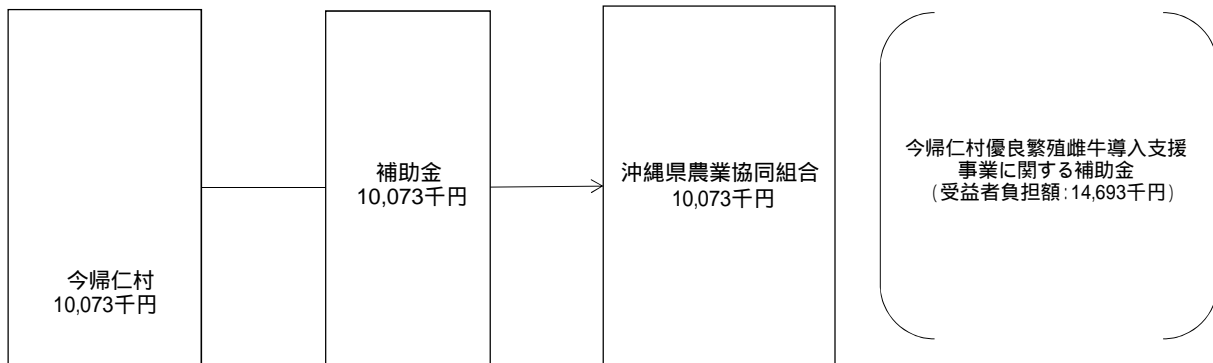 今帰仁村
10,073千円
補助金
10,073千円
沖縄県農業協同組合
10,073千円
今帰仁村優良繁殖雌牛導入支援
事業に関する補助金
(受益者負担額:14,693千円)